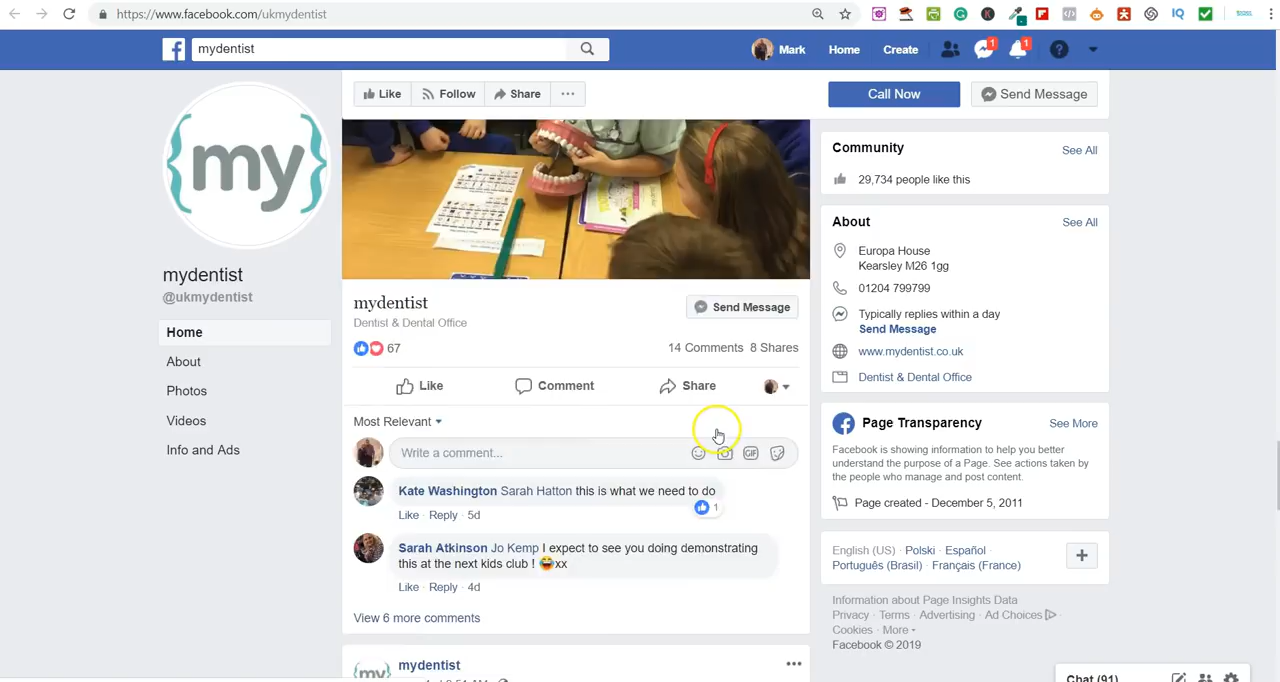 https://www.facebook.com/ukmydentist
mydentist
Mark
Home
Create
1
1
Like
Follow
Share
Call Now
Send Message
my
mydentist
@ukmydentist
Home
About
Photos
Videos
Info and Ads
mydentist
Dentist & Dental Office
Send Message
67
14 Comments 8 Shares
Like
Comment
Share
Most Relevant
Write a comment...
GIF
Kate Washington Sarah Hatton this is what we need to do
1
Like · Reply · 5d
Sarah Atkinson Jo Kemp I expect to see you doing demonstrating
this at the next kids club ! 😂xx
Like · Reply · 4d
View 6 more comments
mydentist
Community
See All
29,734 people like this
About
See All
Europa House
Kearsley M26 1gg
01204 799799
Typically replies within a day
Send Message
www.mydentist.co.uk
Dentist & Dental Office
Page Transparency
See More
Facebook is showing information to help you better
understand the purpose of a Page. See actions taken by
the people who manage and post content.
Page created - December 5, 2011
English (US) · Polski · Español ·
Português (Brasil) · Français (France)
Information about Page Insights Data
Privacy · Terms · Advertising · Ad Choices ·
Cookies · More
Facebook © 2019
Chat (91)